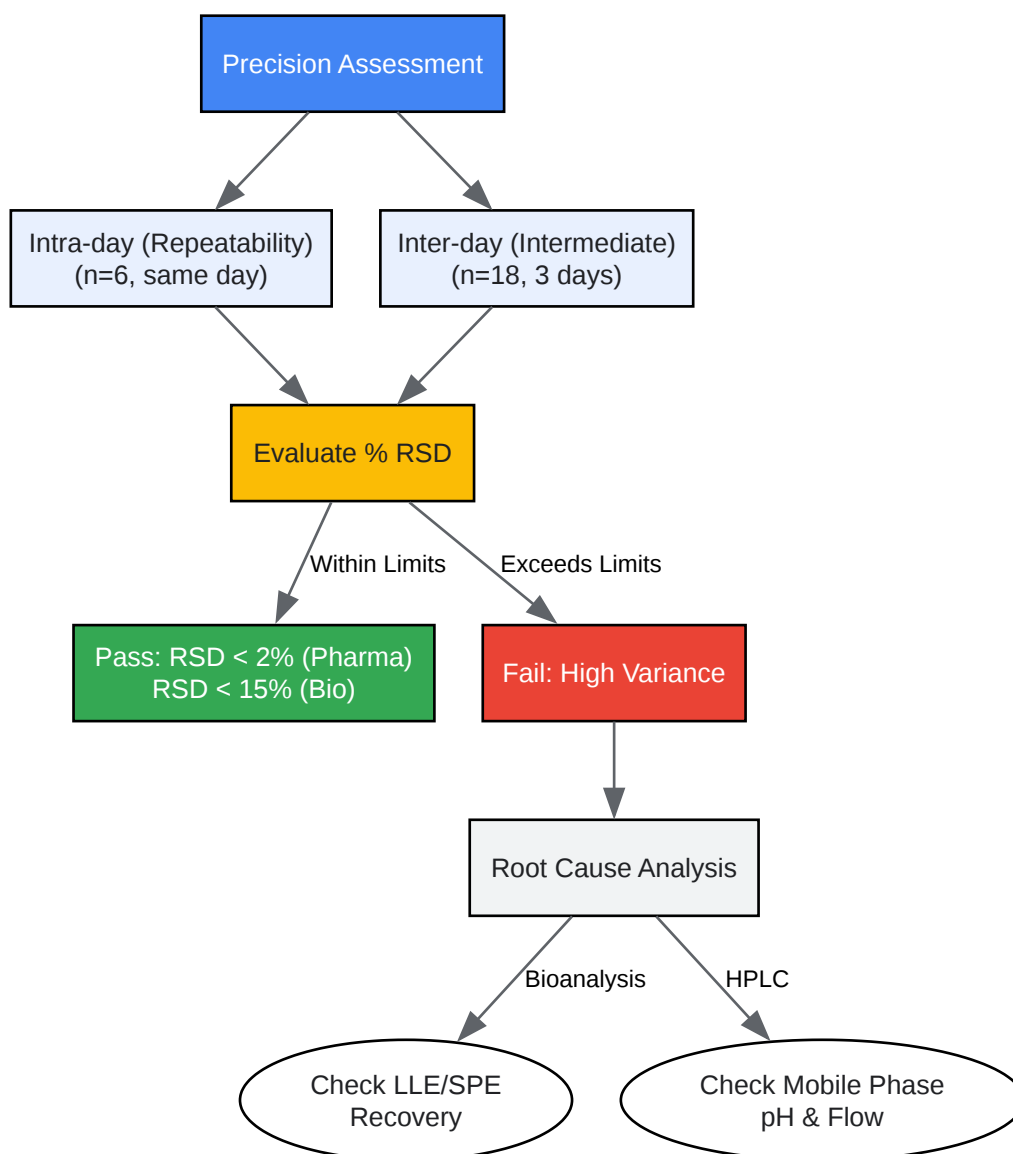 Precision Assessment
Intra-day (Repeatability)
(n=6, same day)
Inter-day (Intermediate)
(n=18, 3 days)
Evaluate % RSD
Within Limits
Exceeds Limits
Pass: RSD < 2% (Pharma)
RSD < 15% (Bio)
Fail: High Variance
Root Cause Analysis
Bioanalysis
HPLC
Check LLE/SPE
Recovery
Check Mobile Phase
pH & Flow